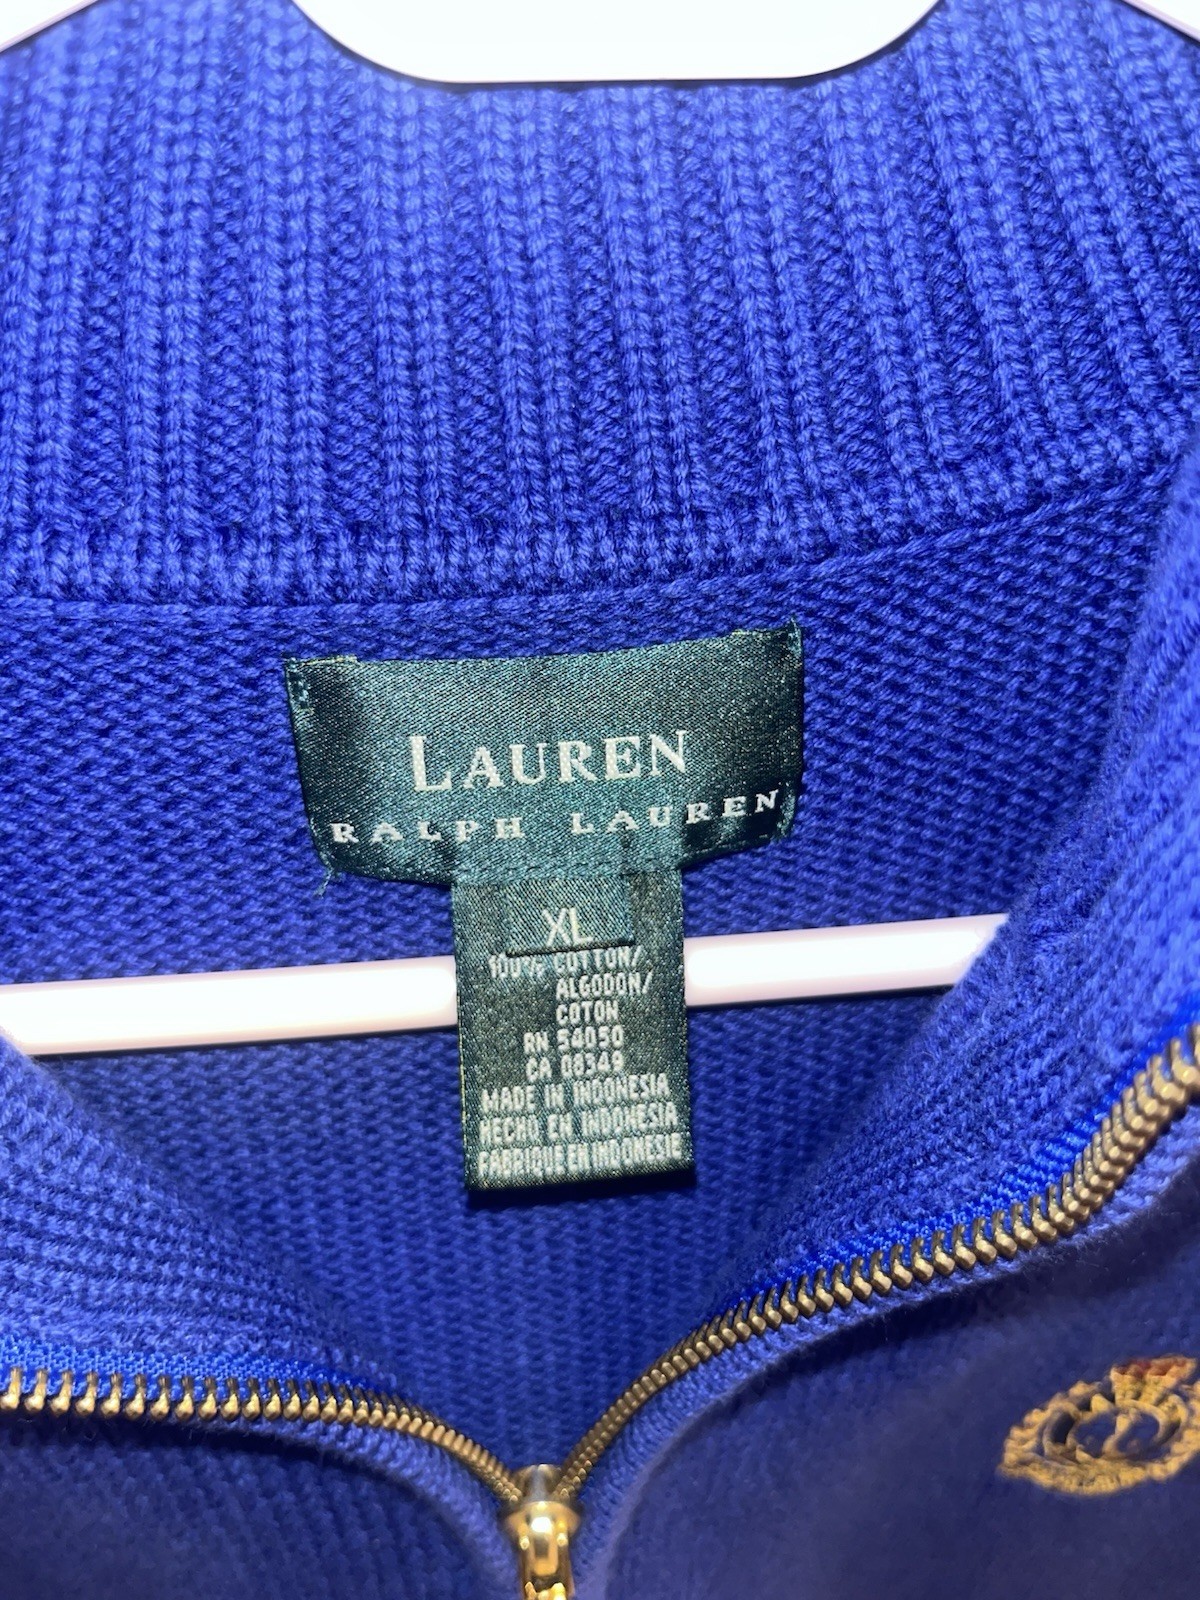 LAUREN
RALPH LAUREN
XL
100% COTTON/
ALGODON/
COTON
RN 54050
CA 08349
MADE IN INDONESIA
HECHO EN INDONESIA
FABRIQUE EN INDONESIE